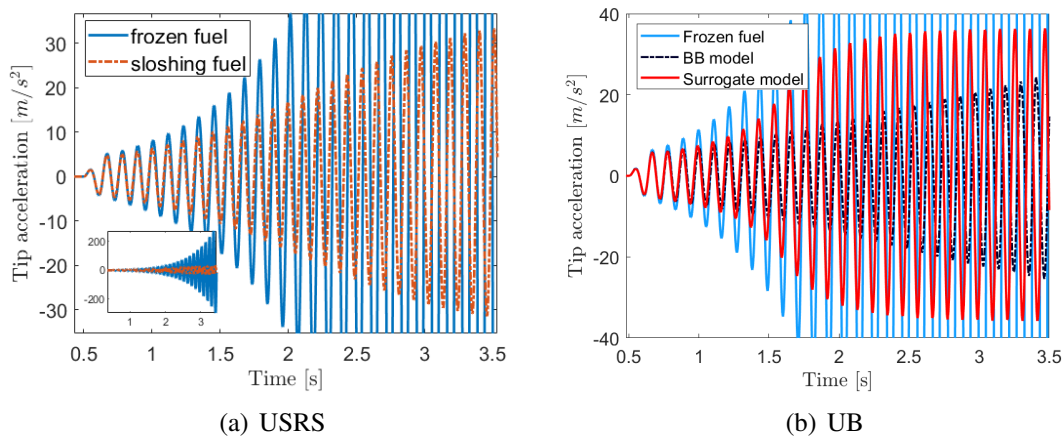 frozen fuel
sloshing fuel
Tip acceleration [m/s²]
30
20
10
0
-10
-20
-30
200
0
-200
1
2
3
0.5
1
1.5
2
2.5
3
3.5
Time [s]
(a) USRS
Frozen fuel
BB model
Surrogate model
Tip acceleration [m/s²]
40
20
0
-20
-40
0.5
1
1.5
2
2.5
3
3.5
Time [s]
(b) UB